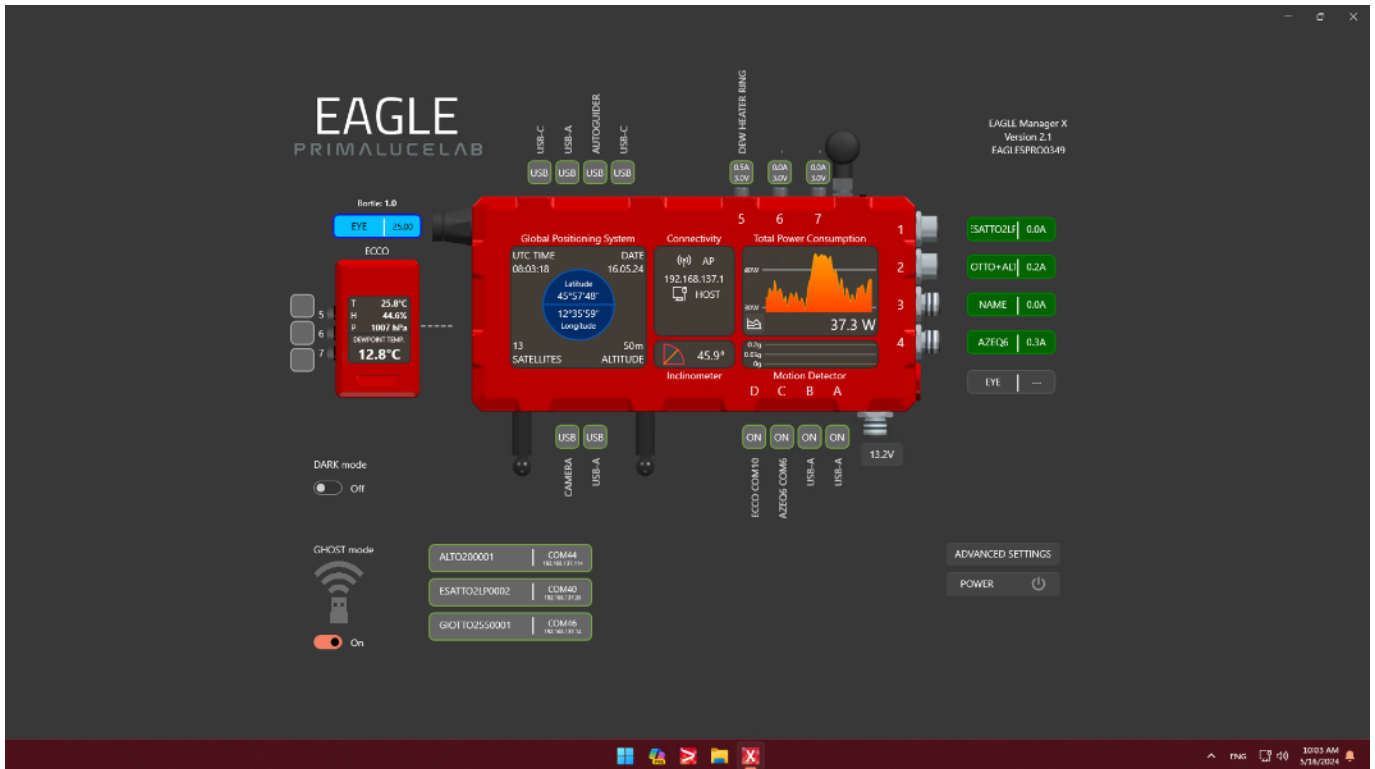 EAGLE
PRIMALUCELAB
EAGLE Manager X
Version 2.1
EAGLE5PRO0349
USB-C
USB-A
AUTOGUIDER
USB-C
DEW HEATER RING
USB
USB
USB
USB
0.5A
3.0V
0.0A
3.0V
0.0A
3.0V
Bortle: 1.0
EYE 25.00
ECCO
T 25.8°C
H 44.6%
P 1007 hPa
DEWPOINT TEMP.
12.8°C
5
6
7
5 6 7
Global Positioning System
UTC TIME DATE
08:03:18 16.05.24
Latitude
45°57'48"
12°35'59"
Longitude
13 50m
SATELLITES ALTITUDE
Connectivity
AP
192.168.137.1
HOST
45.9°
Inclinometer
Total Power Consumption
40W
30W
37.3 W
0.03g
0g
Motion Detector
D C B A
1
2
3
4
ESATTO2LP 0.0A
OTTO+ALT 0.2A
NAME 0.0A
AZEQ6 0.3A
EYE ---
USB
USB
CAMERA
USB-A
ON
ON
ON
ON
ECCO COM10
AZEQ6 COM6
USB-A
USB-A
13.2V
DARK mode
Off
GHOST mode
On
ALTO200001 COM44
ESATTO2LP0002 COM40
GIOTTO2SS0001 COM46
ADVANCED SETTINGS
POWER
ENG
10:03 AM
5/16/2024